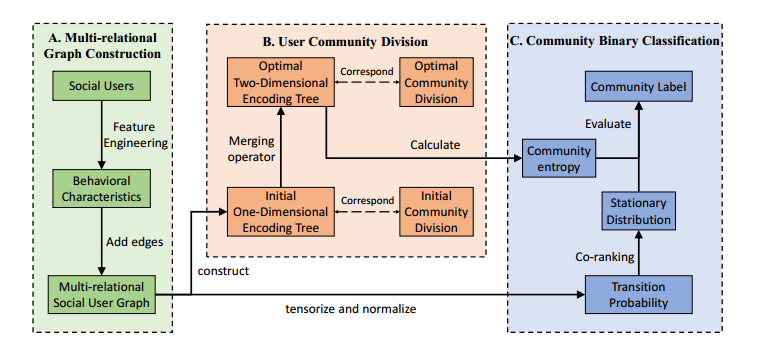 A. Multi-relational
Graph Construction
Social Users
Feature
Engineering
Behavioral
Characteristics
Add edges
Multi-relational
Social User Graph
B. User Community Division
Optimal
Two-Dimensional
Encoding Tree
Correspond
Optimal
Community
Division
Merging
operator
Calculate
Initial
One-Dimensional
Encoding Tree
Correspond
Initial
Community
Division
construct
tensorize and normalize
C. Community Binary Classification
Community Label
Evaluate
Community
entropy
Stationary
Distribution
Co-ranking
Transition
Probability